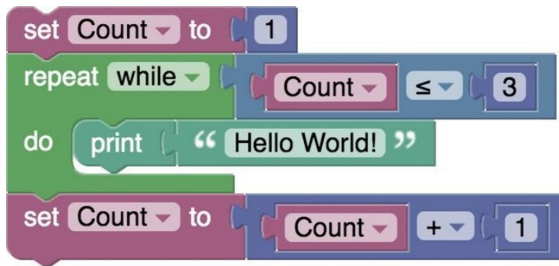 set Count to 1
repeat while Count ≤ 3
do print “ Hello World! ”
set Count to Count + 1